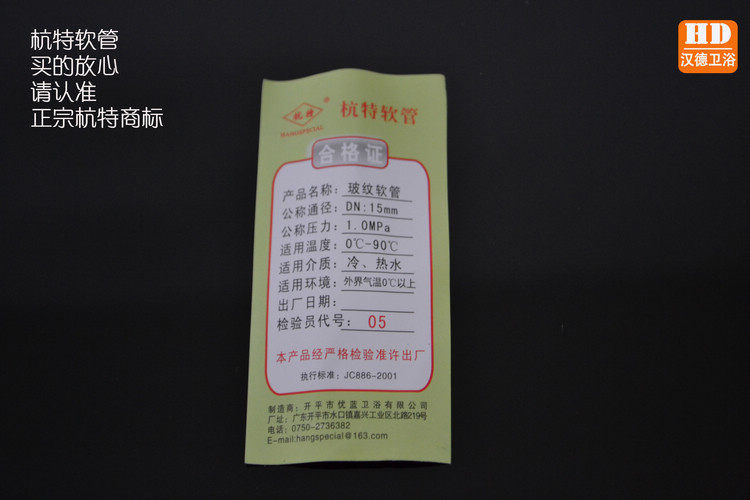 杭特软管
买的放心
请认准
正宗杭特商标
HD
汉德卫浴
杭特
®
HANGSPECIAL
杭特软管
合格证
产品名称：玻纹软管
公称通径：DN:15mm
公称压力：1.0MPa
适用温度：0℃-90℃
适用介质：冷、热水
适用环境：外界气温0℃以上
出厂日期：
检验员代号：05
本产品经严格检验准许出厂
执行标准：JC886-2001
制造商：开平市优蓝卫浴有限公司
厂址：广东开平市水口镇嘉兴工业区北路219号
电话：0750-2736382
E-mail:hangspecial@163.com